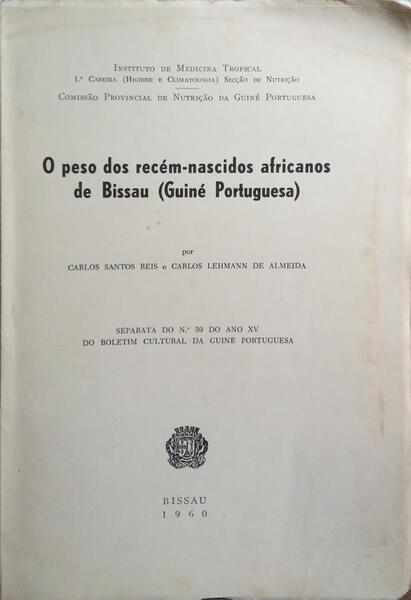 INSTITUTO DE MEDICINA TROPICAL
1.ª CADEIRA (HIGIENE E CLIMATOLOGIA) SECÇÃO DE NUTRIÇÃO
COMISSÃO PROVINCIAL DE NUTRIÇÃO DA GUINÉ PORTUGUESA
O peso dos recém-nascidos africanos
de Bissau (Guiné Portuguesa)
por
CARLOS SANTOS REIS e CARLOS LEHMANN DE ALMEIDA
SEPARATA DO N.º 59 DO ANO XV
DO BOLETIM CULTURAL DA GUINÉ PORTUGUESA
BISSAU
1960